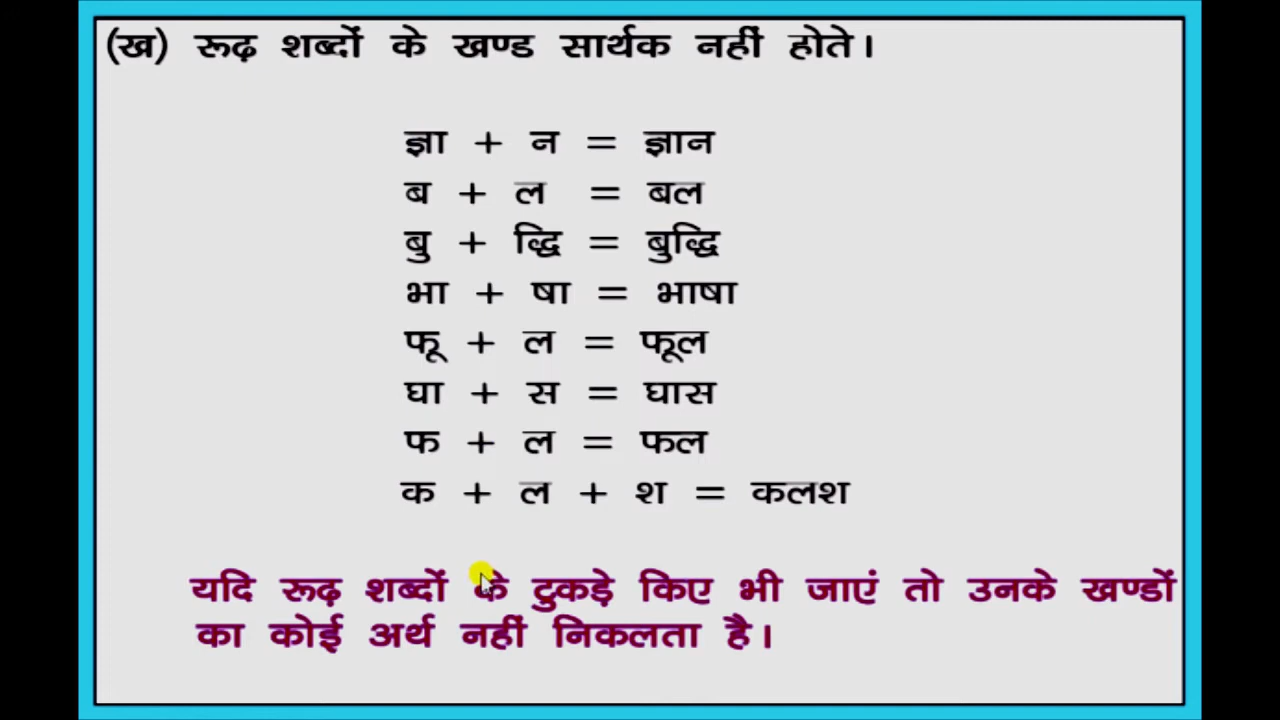 (ख) रूढ़ शब्दों के खण्ड सार्थक नहीं होते।
ज्ञा + न = ज्ञान
ब + ल = बल
बु + द्धि = बुद्धि
भा + षा = भाषा
फू + ल = फूल
घा + स = घास
फ + ल = फल
क + ल + श = कलश
यदि रूढ़ शब्दों के टुकड़े किए भी जाएं तो उनके खण्डों
का कोई अर्थ नहीं निकलता है।